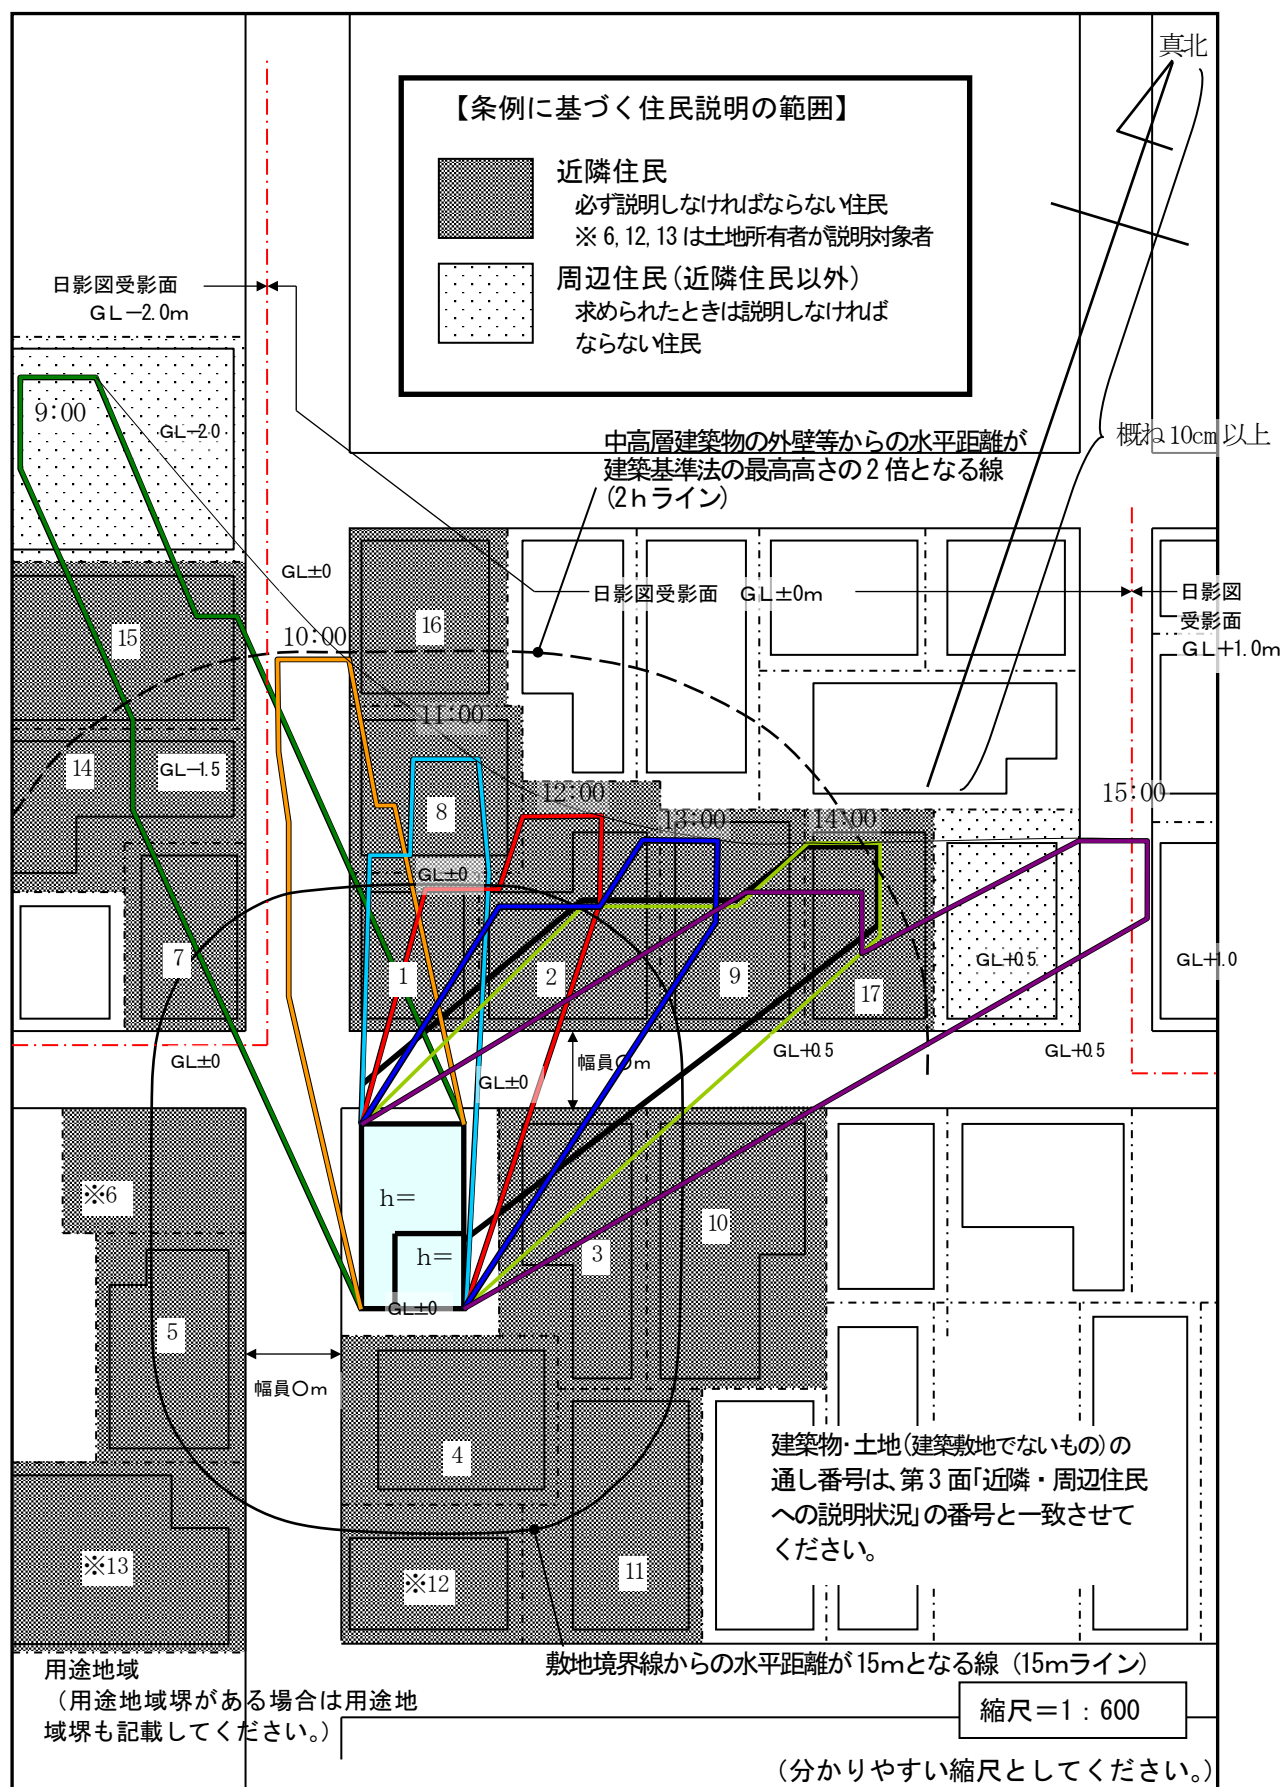 真北
【条例に基づく住民説明の範囲】
近隣住民
必ず説明しなければならない住民
※ 6, 12, 13 は土地所有者が説明対象者
周辺住民（近隣住民以外）
求められたときは説明しなければ
ならない住民
日影図受影面
GL－2.0m
9:00
GL－2.0
概ね 10cm 以上
中高層建築物の外壁等からの水平距離が
建築基準法の最高高さの 2 倍となる線
（2ｈライン）
GL±0
日影図受影面　GL±0m
日影図
受影面
GL＋1.0m
15
16
10:00
11:00
14
GL－1.5
8
12:00
13:00
14:00
15:00
GL±0
7
1
2
9
17
GL＋0.5
GL＋1.0
GL±0
GL±0
幅員〇m
GL＋0.5
GL＋0.5
※6
h＝
h＝
GL±0
3
10
5
幅員〇m
4
建築物・土地（建築敷地でないもの）の
通し番号は、第 3 面「近隣・周辺住民
への説明状況」の番号と一致させて
ください。
※13
※12
11
用途地域
（用途地域堺がある場合は用途地
域堺も記載してください。）
敷地境界線からの水平距離が 15ｍとなる線（15ｍライン）
縮尺＝1：600
（分かりやすい縮尺としてください。）